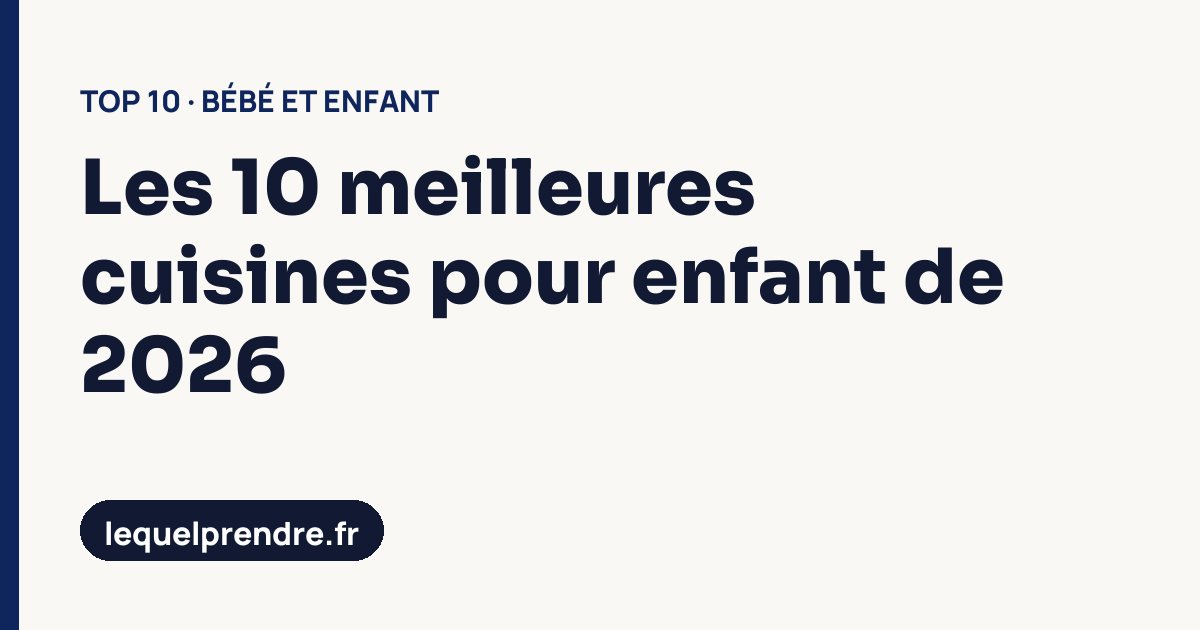 TOP 10 · BÉBÉ ET ENFANT
Les 10 meilleures
cuisines pour enfant de
2026
lequelprendre.fr